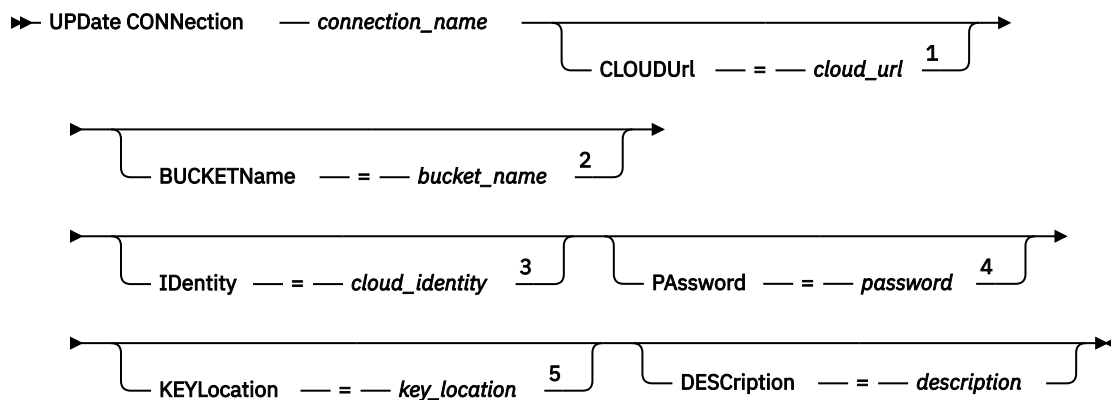 UPDate CONNection connection_name
CLOUDUrl = cloud_url 1
BUCKETName = bucket_name 2
IDentity = cloud_identity 3 PAssword = password 4
KEYLocation = key_location 5 DESCription = description